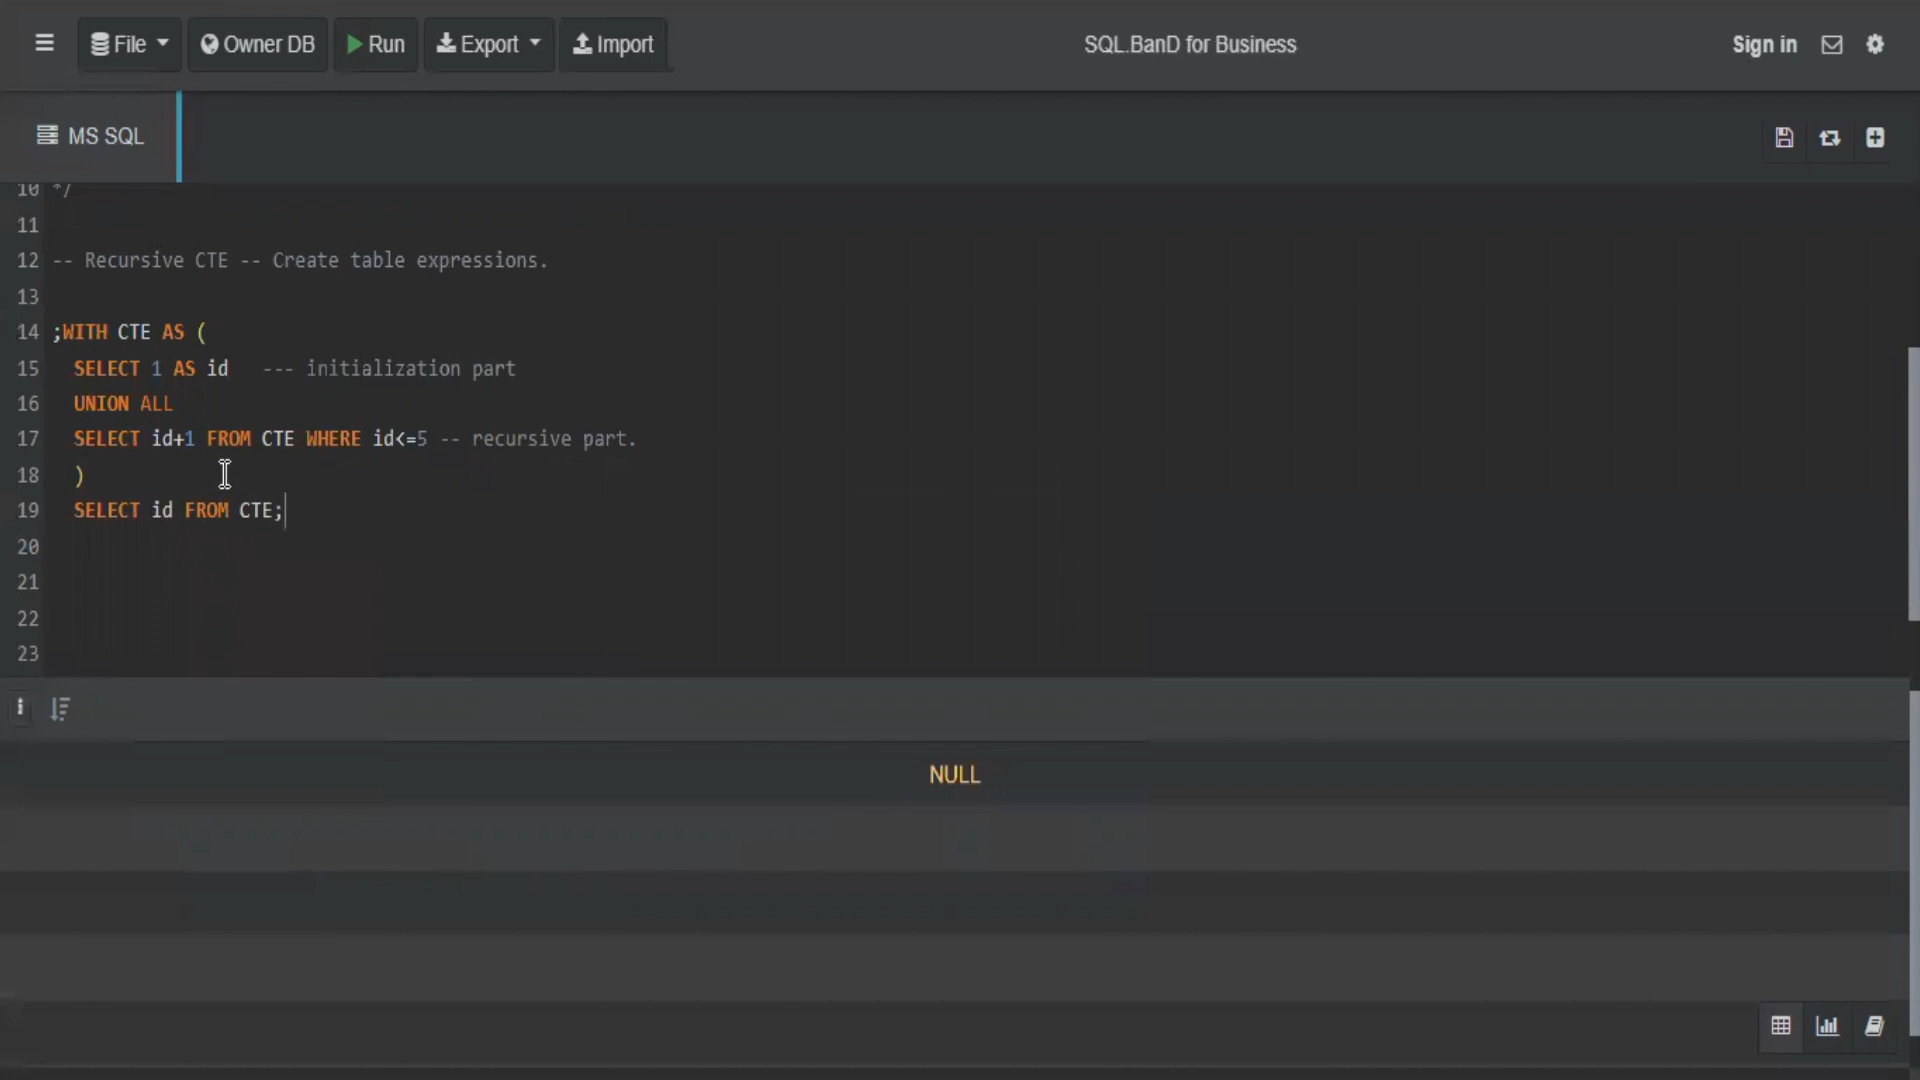 File Owner DB Run Export Import SQL.BanD for Business Sign in
MS SQL
10 */
11
12 -- Recursive CTE -- Create table expressions.
13
14 ;WITH CTE AS (
15 SELECT 1 AS id --- initialization part
16 UNION ALL
17 SELECT id+1 FROM CTE WHERE id<=5 -- recursive part.
18 )
19 SELECT id FROM CTE;
20
21
22
23
NULL